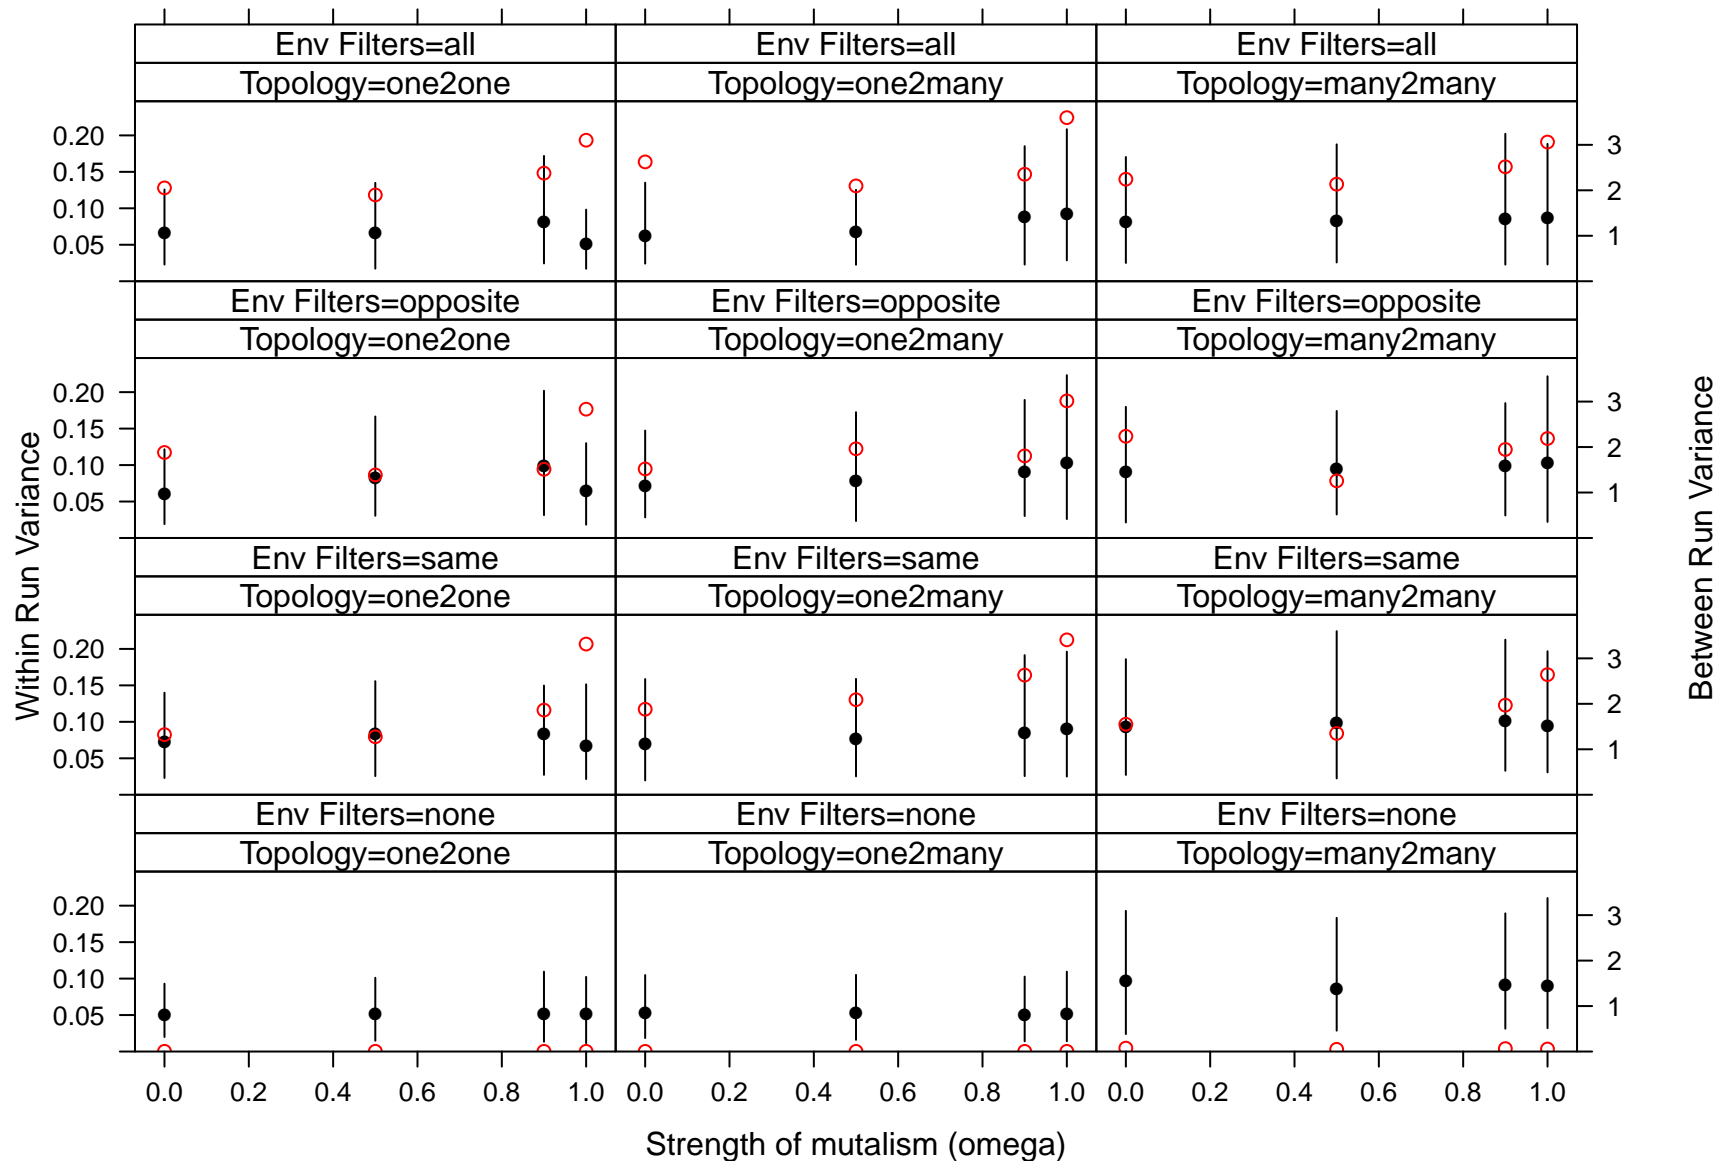 Env Filters=all Env Filters=all Env Filters=all
Topology=one2one Topology=one2many Topology=many2many
0.20
0.15
0.10
0.05
3
2
1
Env Filters=opposite Env Filters=opposite Env Filters=opposite
Topology=one2one Topology=one2many Topology=many2many
0.20
0.15
0.10
0.05
3
2
1
Within Run Variance
Between Run Variance
Env Filters=same Env Filters=same Env Filters=same
Topology=one2one Topology=one2many Topology=many2many
0.20
0.15
0.10
0.05
3
2
1
Env Filters=none Env Filters=none Env Filters=none
Topology=one2one Topology=one2many Topology=many2many
0.20
0.15
0.10
0.05
3
2
1
0.0 0.2 0.4 0.6 0.8 1.0 0.0 0.2 0.4 0.6 0.8 1.0 0.0 0.2 0.4 0.6 0.8 1.0
Strength of mutalism (omega)